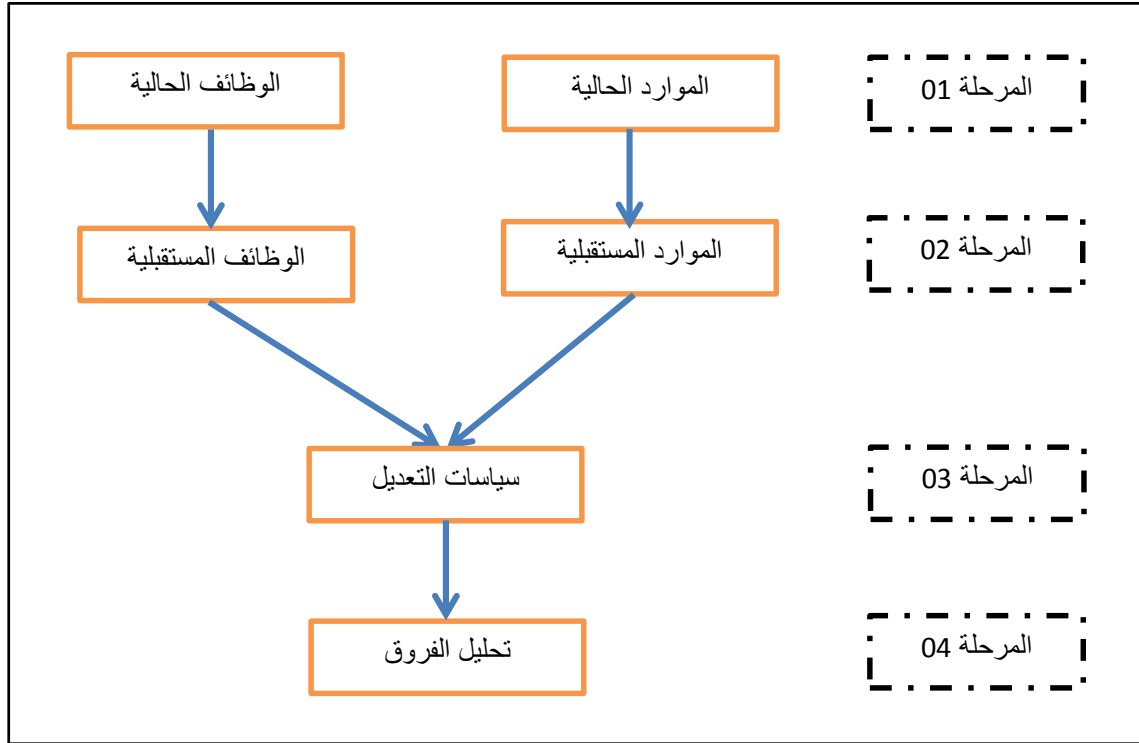 المرحلة 01
الموارد الحالية
الوظائف الحالية
المرحلة 02
الموارد المستقبلية
الوظائف المستقبلية
المرحلة 03
سياسات التعديل
المرحلة 04
تحليل الفروق